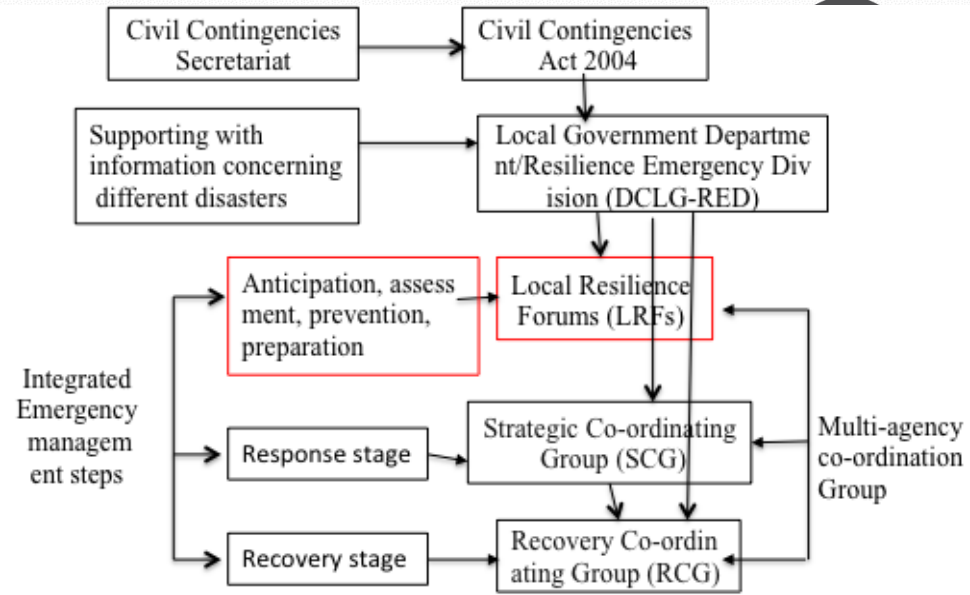 Civil Contingencies
Secretariat
Civil Contingencies
Act 2004
Supporting with
information concerning
different disasters
Local Government Departme
nt/Resilience Emergency Div
ision (DCLG-RED)
Anticipation, assess
ment, prevention,
preparation
Local Resilience
Forums (LRFs)
Integrated
Emergency
managem
ent steps
Response stage
Strategic Co-ordinating
Group (SCG)
Multi-agency
co-ordination
Group
Recovery stage
Recovery Co-ordin
ating Group (RCG)